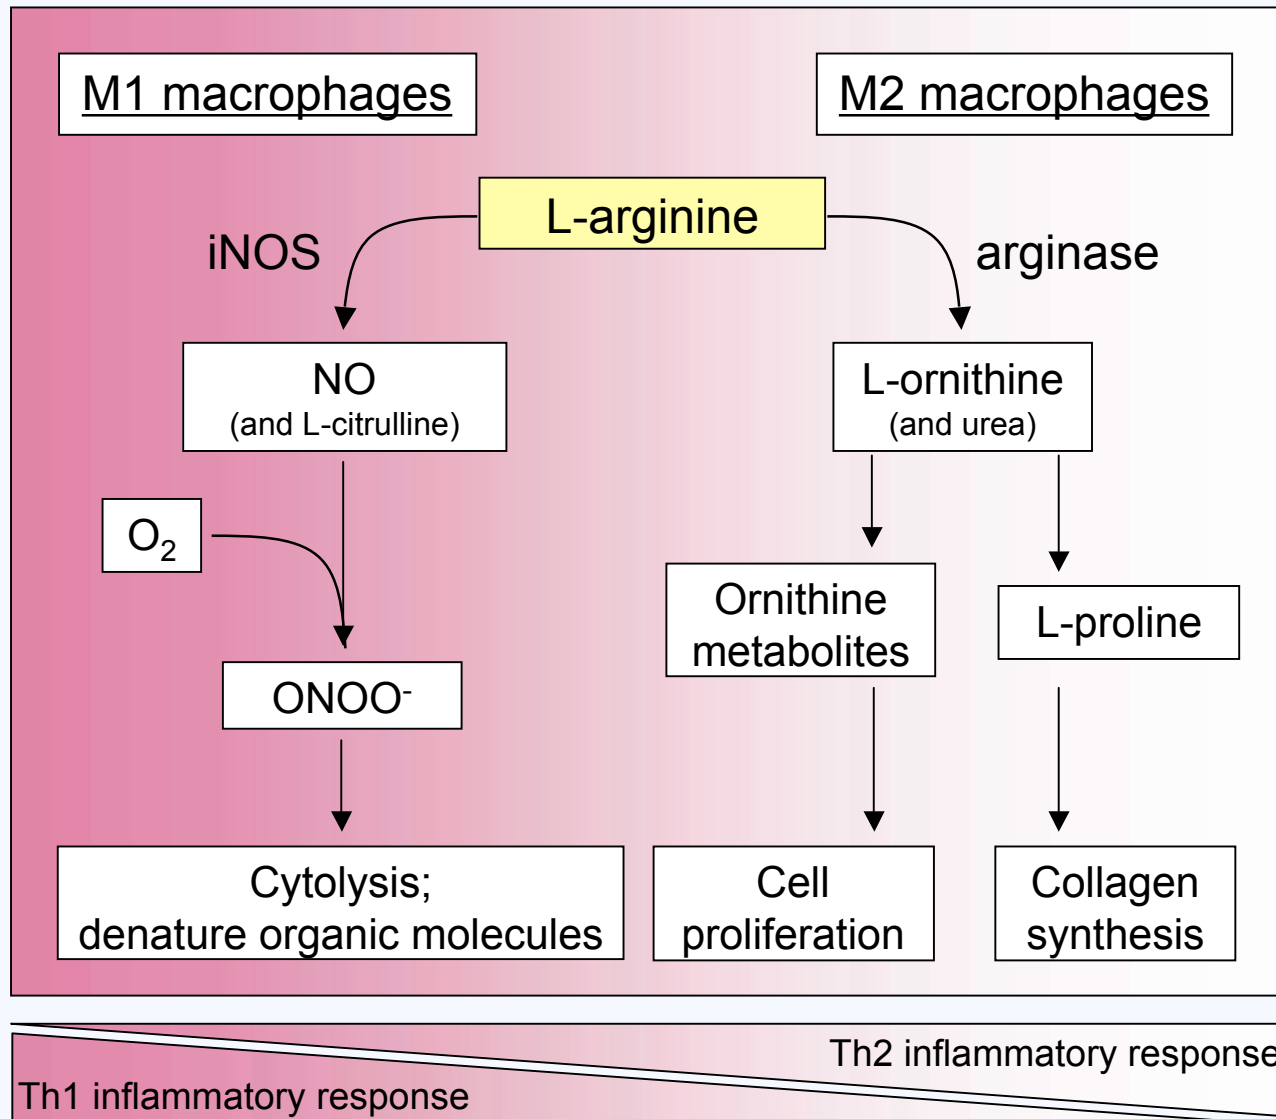 M1 macrophages
M2 macrophages
L-arginine
iNOS
arginase
NO
(and L-citrulline)
L-ornithine
(and urea)
O₂
Ornithine
metabolites
L-proline
ONOO⁻
Cytolysis;
denature organic molecules
Cell
proliferation
Collagen
synthesis
Th2 inflammatory response
Th1 inflammatory response